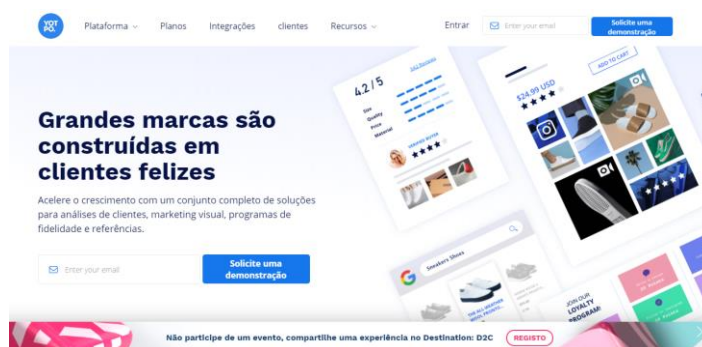 YOT
PO.
Plataforma
Planos
Integrações
clientes
Recursos
Entrar
Enter your email
Solicite uma
demonstração
Grandes marcas são
construídas em
clientes felizes
Acelere o crescimento com um conjunto completo de soluções
para análises de clientes, marketing visual, programas de
fidelidade e referências.
Enter your email
Solicite uma
demonstração
4.2 / 5
Size
Quality
Price
Material
VERIFIED BUYER
$24.99 USD
ADD TO CART
Sneakers Shoes
THE ALL WEATHER
JOIN OUR
LOYALTY
PROGRAM!
Não participe de um evento, compartilhe uma experiência no Destination: D2C
REGISTO